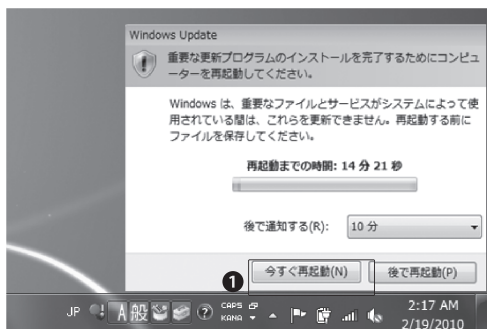 Windows Update
重要な更新プログラムのインストールを完了するためにコンピュ
ーターを再起動してください。
Windows は、重要なファイルとサービスがシステムによって使
用されている間は、これらを更新できません。再起動する前に
ファイルを保存してください。
再起動までの時間: 14 分 21 秒
後で通知する(R): 10 分
❶ 今すぐ再起動(N) 後で再起動(P)
JP A 般 CAPS KANA 2:17 AM
2/19/2010